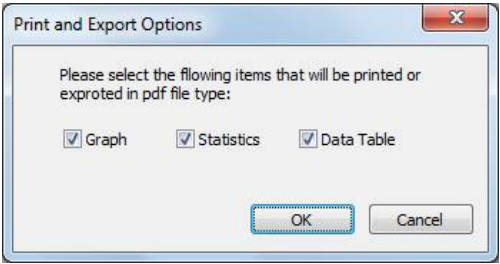 Print and Export Options
Please select the fllowing items that will be printed or
exproted in pdf file type:
Graph Statistics Data Table
OK Cancel